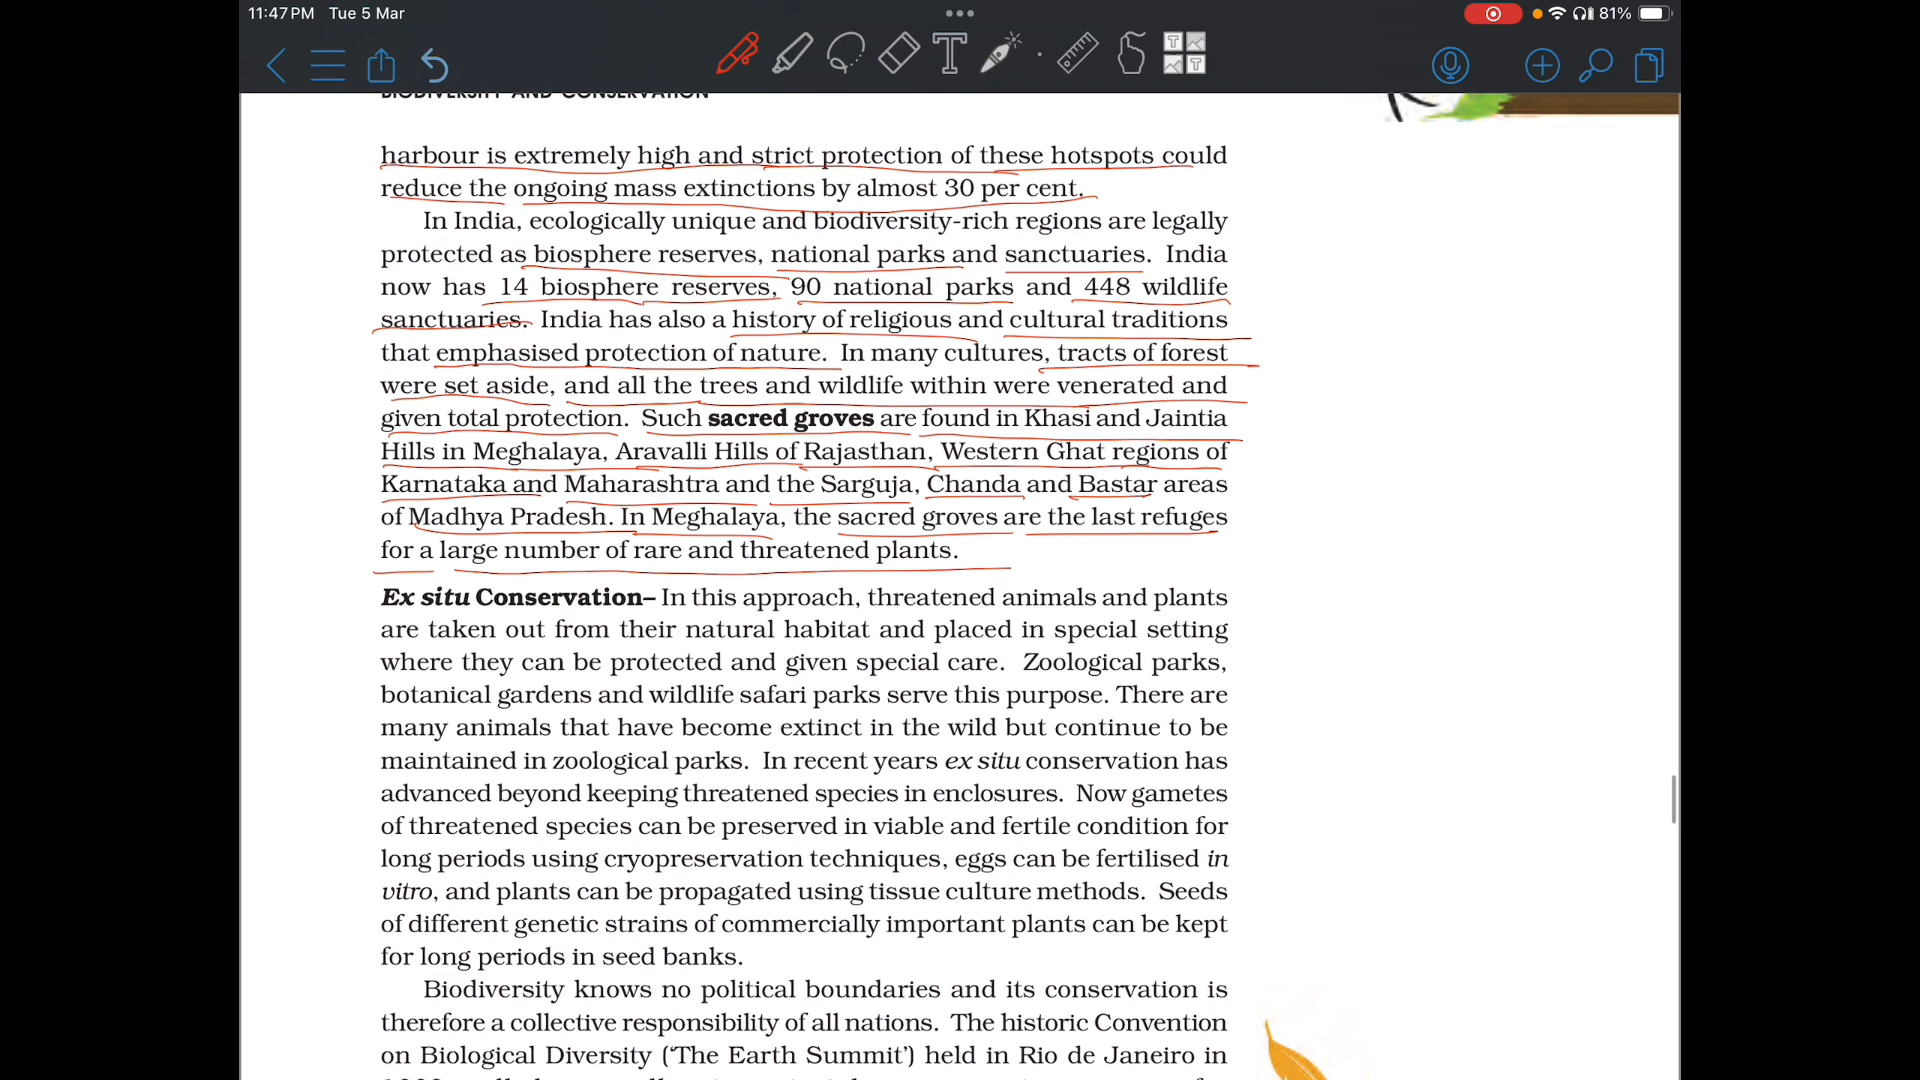 11:47 PM Tue 5 Mar
81%
BIODIVERSITY AND CONSERVATION
harbour is extremely high and strict protection of these hotspots could
reduce the ongoing mass extinctions by almost 30 per cent.
In India, ecologically unique and biodiversity-rich regions are legally
protected as biosphere reserves, national parks and sanctuaries. India
now has 14 biosphere reserves, 90 national parks and 448 wildlife
sanctuaries. India has also a history of religious and cultural traditions
that emphasised protection of nature. In many cultures, tracts of forest
were set aside, and all the trees and wildlife within were venerated and
given total protection. Such sacred groves are found in Khasi and Jaintia
Hills in Meghalaya, Aravalli Hills of Rajasthan, Western Ghat regions of
Karnataka and Maharashtra and the Sarguja, Chanda and Bastar areas
of Madhya Pradesh. In Meghalaya, the sacred groves are the last refuges
for a large number of rare and threatened plants.
Ex situ Conservation– In this approach, threatened animals and plants
are taken out from their natural habitat and placed in special setting
where they can be protected and given special care. Zoological parks,
botanical gardens and wildlife safari parks serve this purpose. There are
many animals that have become extinct in the wild but continue to be
maintained in zoological parks. In recent years ex situ conservation has
advanced beyond keeping threatened species in enclosures. Now gametes
of threatened species can be preserved in viable and fertile condition for
long periods using cryopreservation techniques, eggs can be fertilised in
vitro, and plants can be propagated using tissue culture methods. Seeds
of different genetic strains of commercially important plants can be kept
for long periods in seed banks.
Biodiversity knows no political boundaries and its conservation is
therefore a collective responsibility of all nations. The historic Convention
on Biological Diversity ('The Earth Summit') held in Rio de Janeiro in